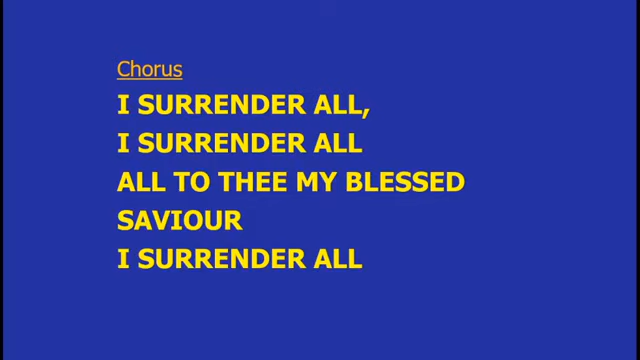 Chorus
I SURRENDER ALL,
I SURRENDER ALL
ALL TO THEE MY BLESSED
SAVIOUR
I SURRENDER ALL